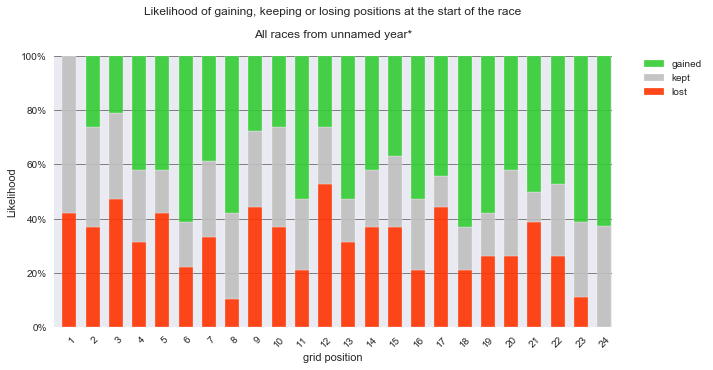 Likelihood of gaining, keeping or losing positions at the start of the race
All races from unnamed year*
100%
80%
60%
40%
20%
0%
Likelihood
1 2 3 4 5 6 7 8 9 10 11 12 13 14 15 16 17 18 19 20 21 22 23 24
grid position
gained
kept
lost